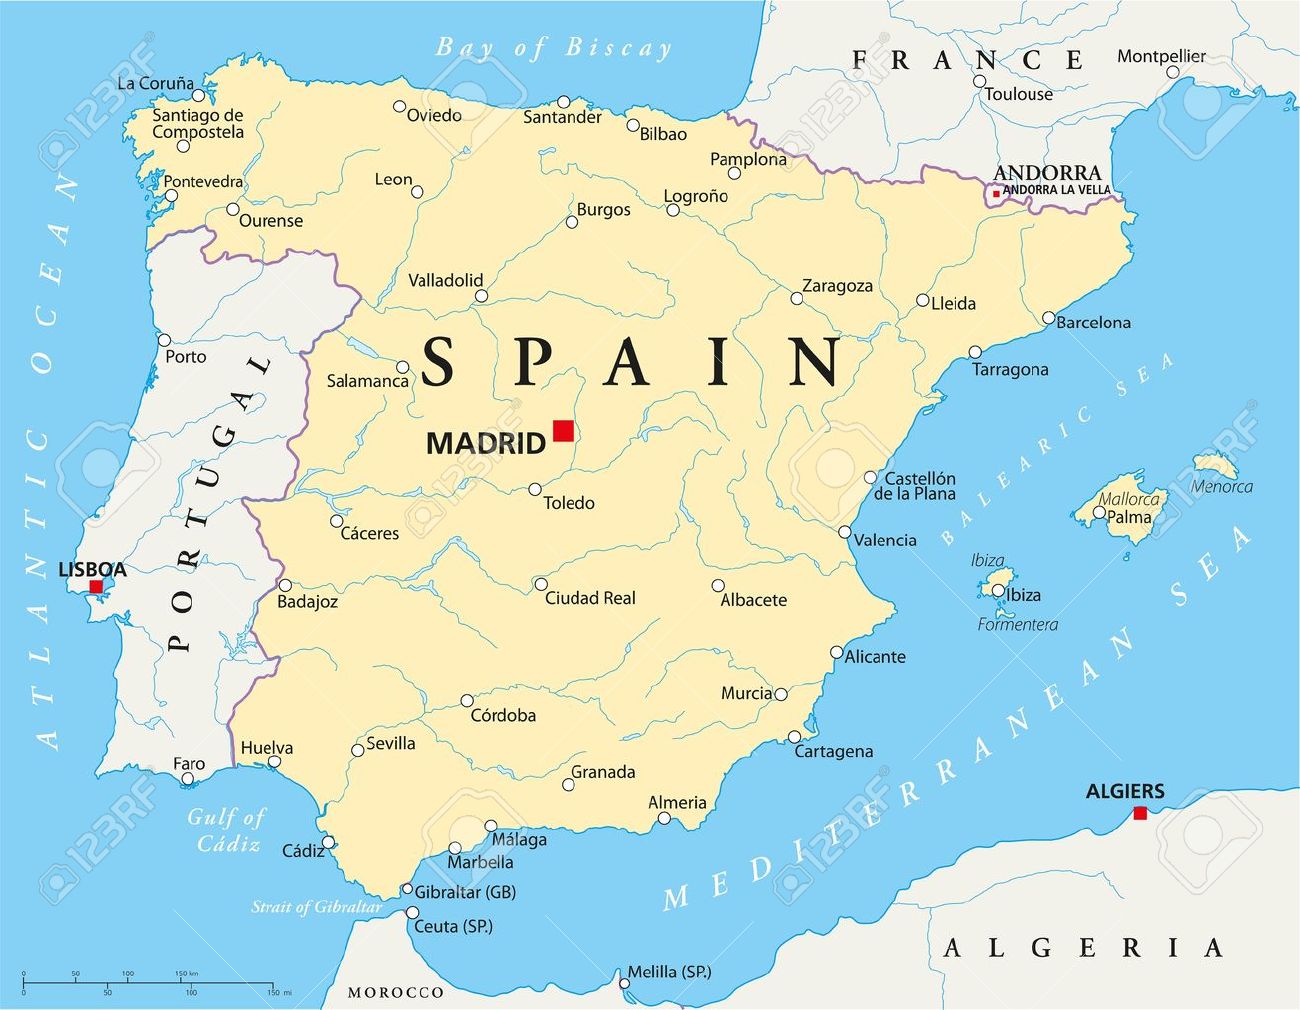 Bay of Biscay
FRANCE
Montpellier
Toulouse
La Coruña
Santiago de
Compostela
Oviedo
Santander
Bilbao
Pamplona
ANDORRA
ANDORRA LA VELLA
Pontevedra
Leon
Logroño
Burgos
Ourense
ATLANTIC OCEAN
Valladolid
Zaragoza
Lleida
Barcelona
Porto
SPAIN
Tarragona
Salamanca
PORTUGAL
MADRID
BALEARIC SEA
Castellón
de la Plana
Menorca
Mallorca
Palma
Toledo
Cáceres
Valencia
LISBOA
Ibiza
Ibiza
Formentera
Badajoz
Ciudad Real
Albacete
Alicante
Murcia
MEDITERRANEAN SEA
Córdoba
Cartagena
Huelva
Sevilla
Faro
Granada
Almeria
ALGIERS
Gulf of
Cádiz
Cádiz
Málaga
Marbella
Gibraltar (GB)
Strait of Gibraltar
Ceuta (SP.)
ALGERIA
Melilla (SP.)
MOROCCO
0 50 100 150 km
0 50 100 150 mi
123RF